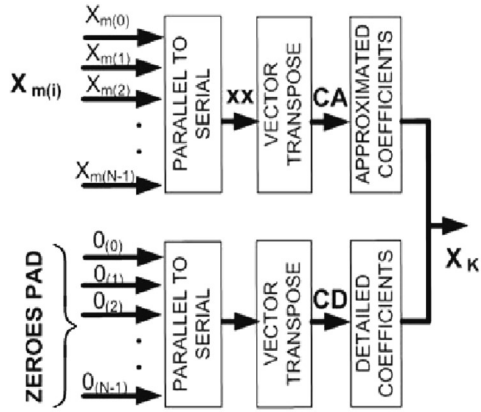 X m(i)
Xm(0)
Xm(1)
Xm(2)
Xm(N-1)
PARALLEL TO
SERIAL
xx
VECTOR
TRANSPOSE
CA
APPROXIMATED
COEFFICIENTS
XK
ZEROES PAD
0(0)
0(1)
0(2)
0(N-1)
PARALLEL TO
SERIAL
VECTOR
TRANSPOSE
CD
DETAILED
COEFFICIENTS